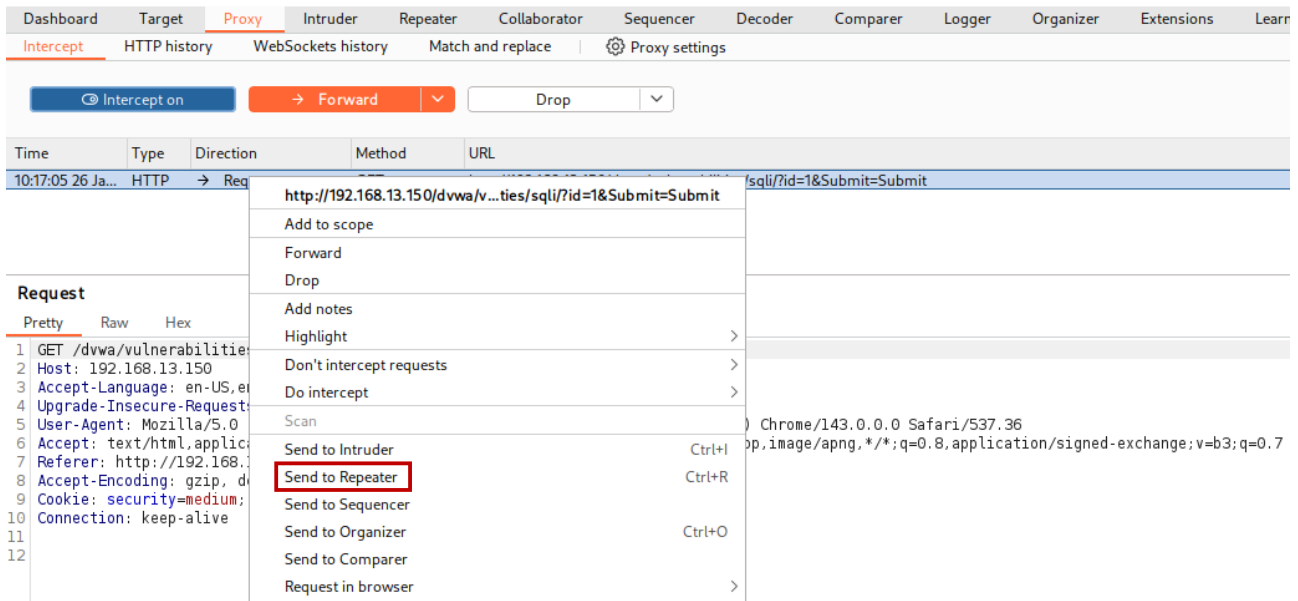 Dashboard Target Proxy Intruder Repeater Collaborator Sequencer Decoder Comparer Logger Organizer Extensions Learn
Intercept HTTP history WebSockets history Match and replace Proxy settings
Intercept on Forward Drop
Time Type Direction Method URL
10:17:05 26 Ja... HTTP → Req /sqli/?id=1&Submit=Submit
http://192.168.13.150/dvwa/v...ties/sqli/?id=1&Submit=Submit
Add to scope
Forward
Drop
Add notes
Highlight
Don't intercept requests
Do intercept
Scan
Send to Intruder Ctrl+I
Send to Repeater Ctrl+R
Send to Sequencer
Send to Organizer Ctrl+O
Send to Comparer
Request in browser
Request
Pretty Raw Hex
1 GET /dvwa/vulnerabilities
2 Host: 192.168.13.150
3 Accept-Language: en-US,en
4 Upgrade-Insecure-Requests
5 User-Agent: Mozilla/5.0 ) Chrome/143.0.0.0 Safari/537.36
6 Accept: text/html,applica op,image/apng,*/*;q=0.8,application/signed-exchange;v=b3;q=0.7
7 Referer: http://192.168.
8 Accept-Encoding: gzip, de
9 Cookie: security=medium;
10 Connection: keep-alive
11
12